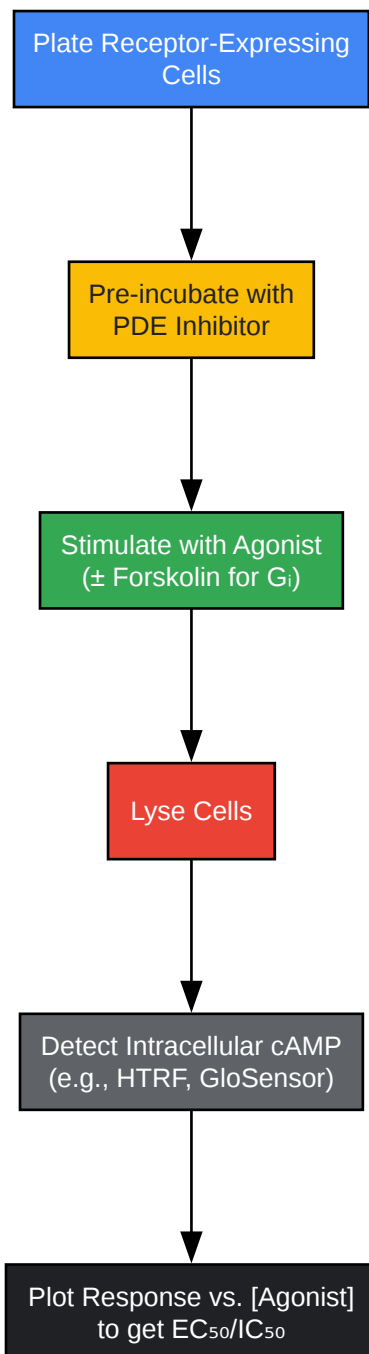 Plate Receptor-Expressing
Cells
Pre-incubate with
PDE Inhibitor
Stimulate with Agonist
(± Forskolin for Gᵢ)
Lyse Cells
Detect Intracellular cAMP
(e.g., HTRF, GloSensor)
Plot Response vs. [Agonist]
to get EC₅₀/IC₅₀